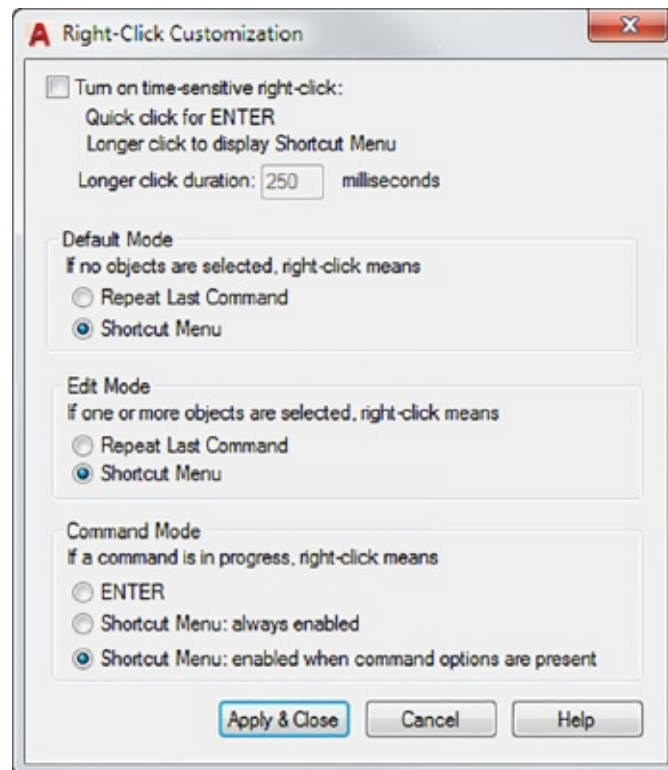 Right-Click Customization
Turn on time-sensitive right-click:
Quick click for ENTER
Longer click to display Shortcut Menu
Longer click duration: 250 milliseconds
Default Mode
If no objects are selected, right-click means
Repeat Last Command
Shortcut Menu
Edit Mode
If one or more objects are selected, right-click means
Repeat Last Command
Shortcut Menu
Command Mode
If a command is in progress, right-click means
ENTER
Shortcut Menu: always enabled
Shortcut Menu: enabled when command options are present
Apply & Close Cancel Help